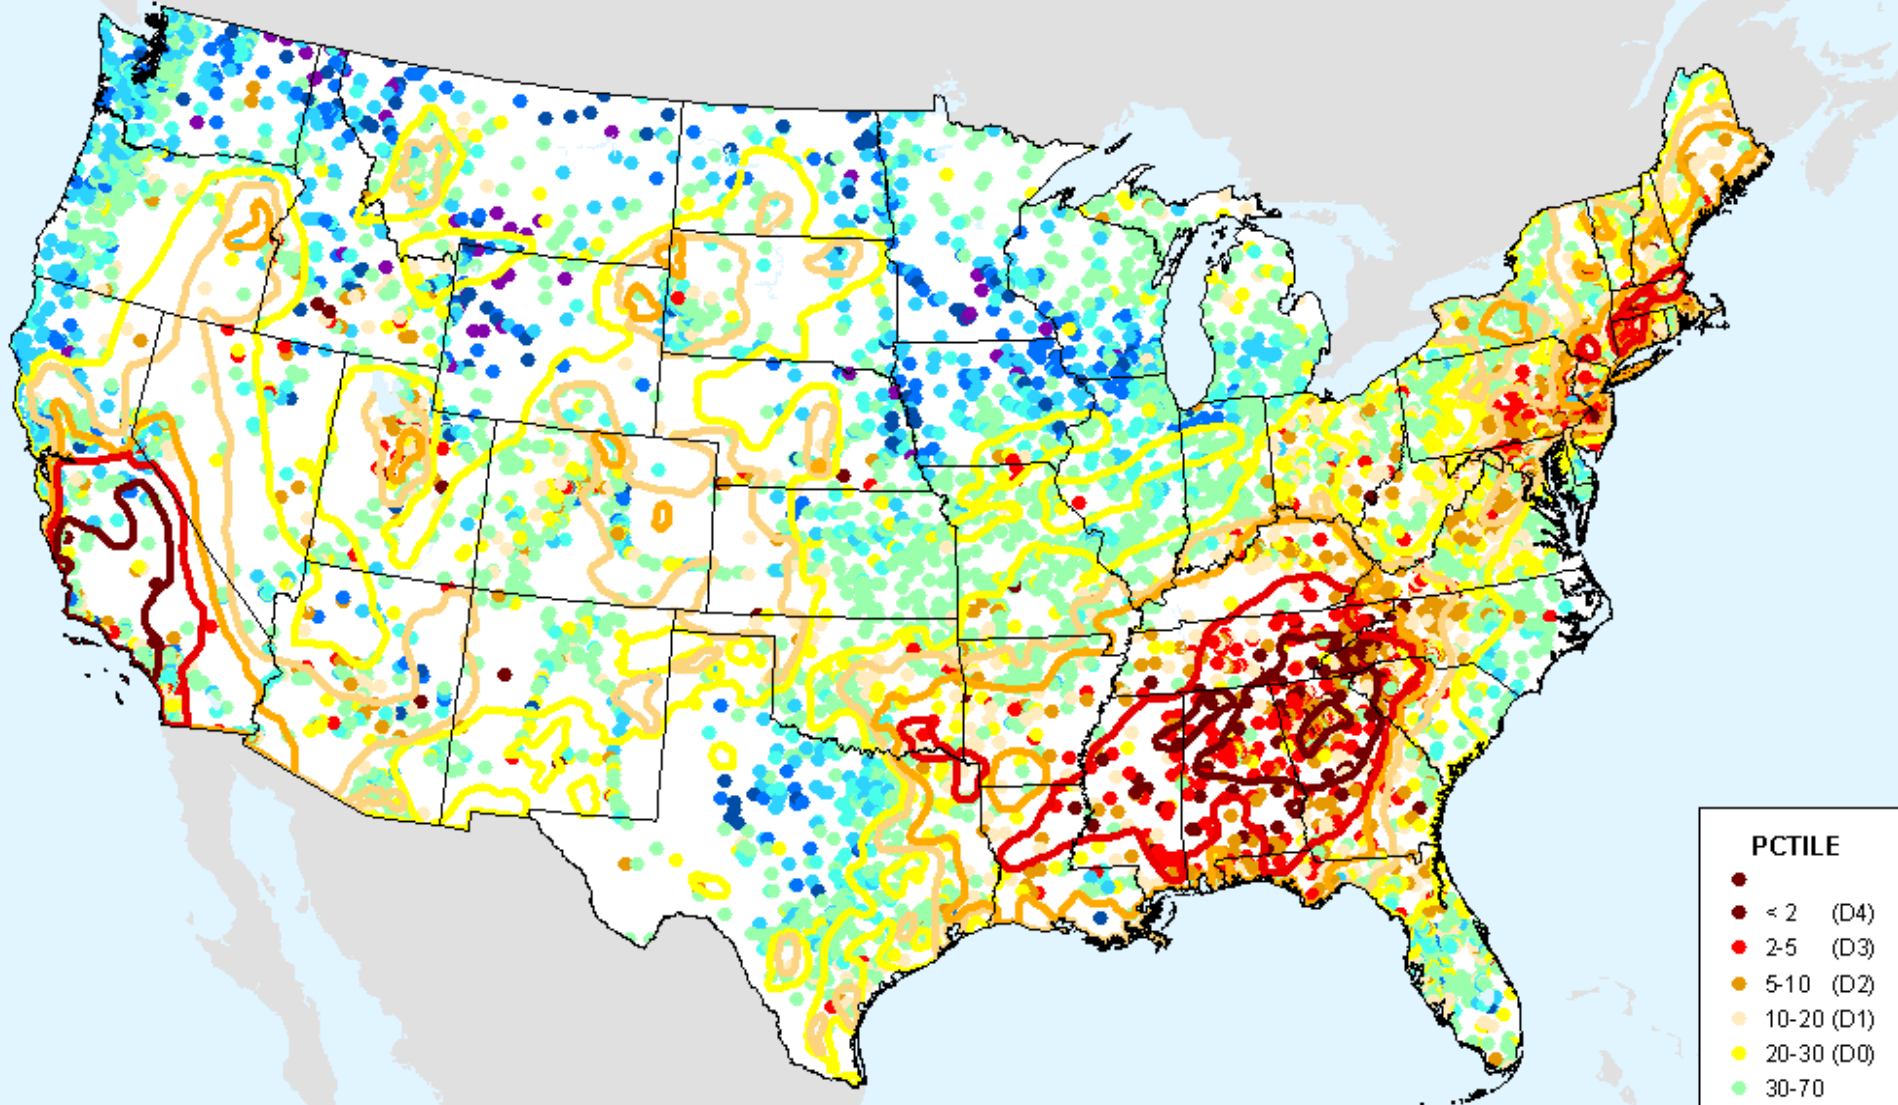 PCTILE
< 2 (D4)
2-5 (D3)
5-10 (D2)
10-20 (D1)
20-30 (D0)
30-70